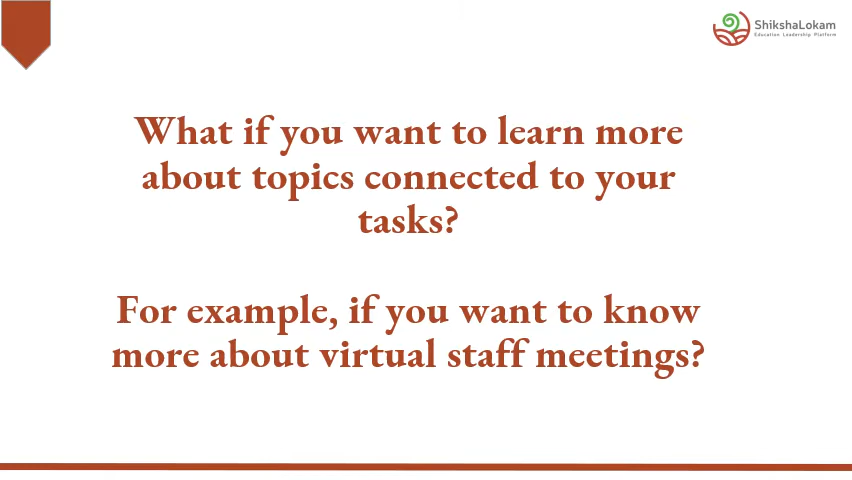 ShikshaLokam
Education Leadership Platform
What if you want to learn more
about topics connected to your
tasks?
For example, if you want to know
more about virtual staff meetings?